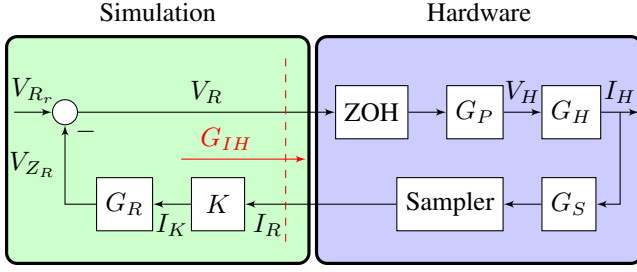 Simulation Hardware
V_{R_r} V_R ZOH G_P V_H G_H I_H
−
G_{IH}
V_{Z_R}
G_R I_K K I_R Sampler G_S